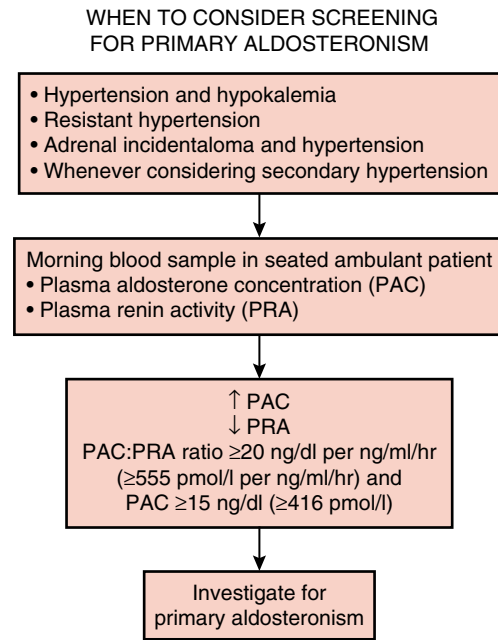 WHEN TO CONSIDER SCREENING
FOR PRIMARY ALDOSTERONISM
• Hypertension and hypokalemia
• Resistant hypertension
• Adrenal incidentaloma and hypertension
• Whenever considering secondary hypertension
Morning blood sample in seated ambulant patient
• Plasma aldosterone concentration (PAC)
• Plasma renin activity (PRA)
↑ PAC
↓ PRA
PAC:PRA ratio ≥20 ng/dl per ng/ml/hr
(≥555 pmol/l per ng/ml/hr) and
PAC ≥15 ng/dl (≥416 pmol/l)
Investigate for
primary aldosteronism